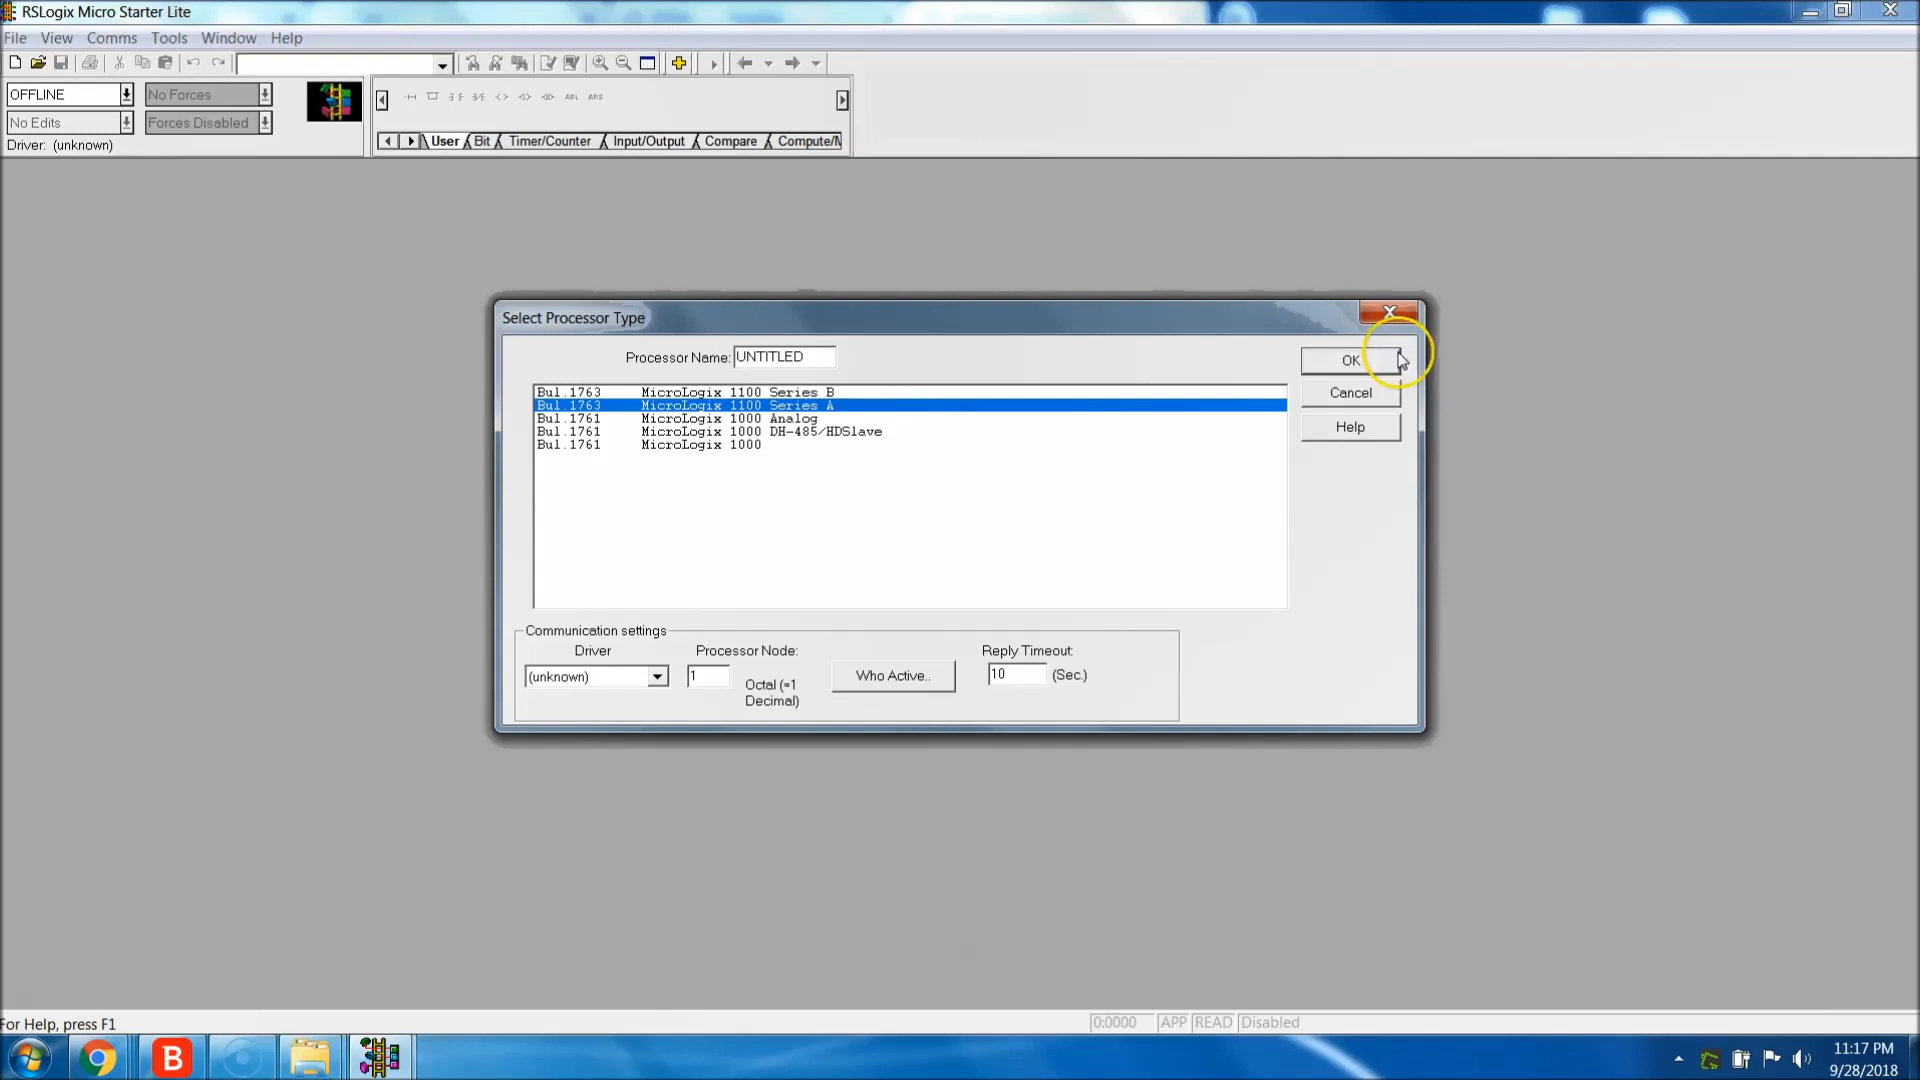 RSLogix Micro Starter Lite
File View Comms Tools Window Help
OFFLINE No Forces
No Edits Forces Disabled
Driver: (unknown)
ABL ABS
User Bit Timer/Counter Input/Output Compare Compute/M
Select Processor Type
Processor Name: UNTITLED
OK
Cancel
Help
Bul.1763 MicroLogix 1100 Series B
Bul.1763 MicroLogix 1100 Series A
Bul.1761 MicroLogix 1000 Analog
Bul.1761 MicroLogix 1000 DH-485/HDSlave
Bul.1761 MicroLogix 1000
Communication settings
Driver Processor Node: Reply Timeout:
(unknown) 1 Octal (=1 Decimal) Who Active.. 10 (Sec.)
For Help, press F1 0:0000 APP READ Disabled
B
11:17 PM
9/28/2018